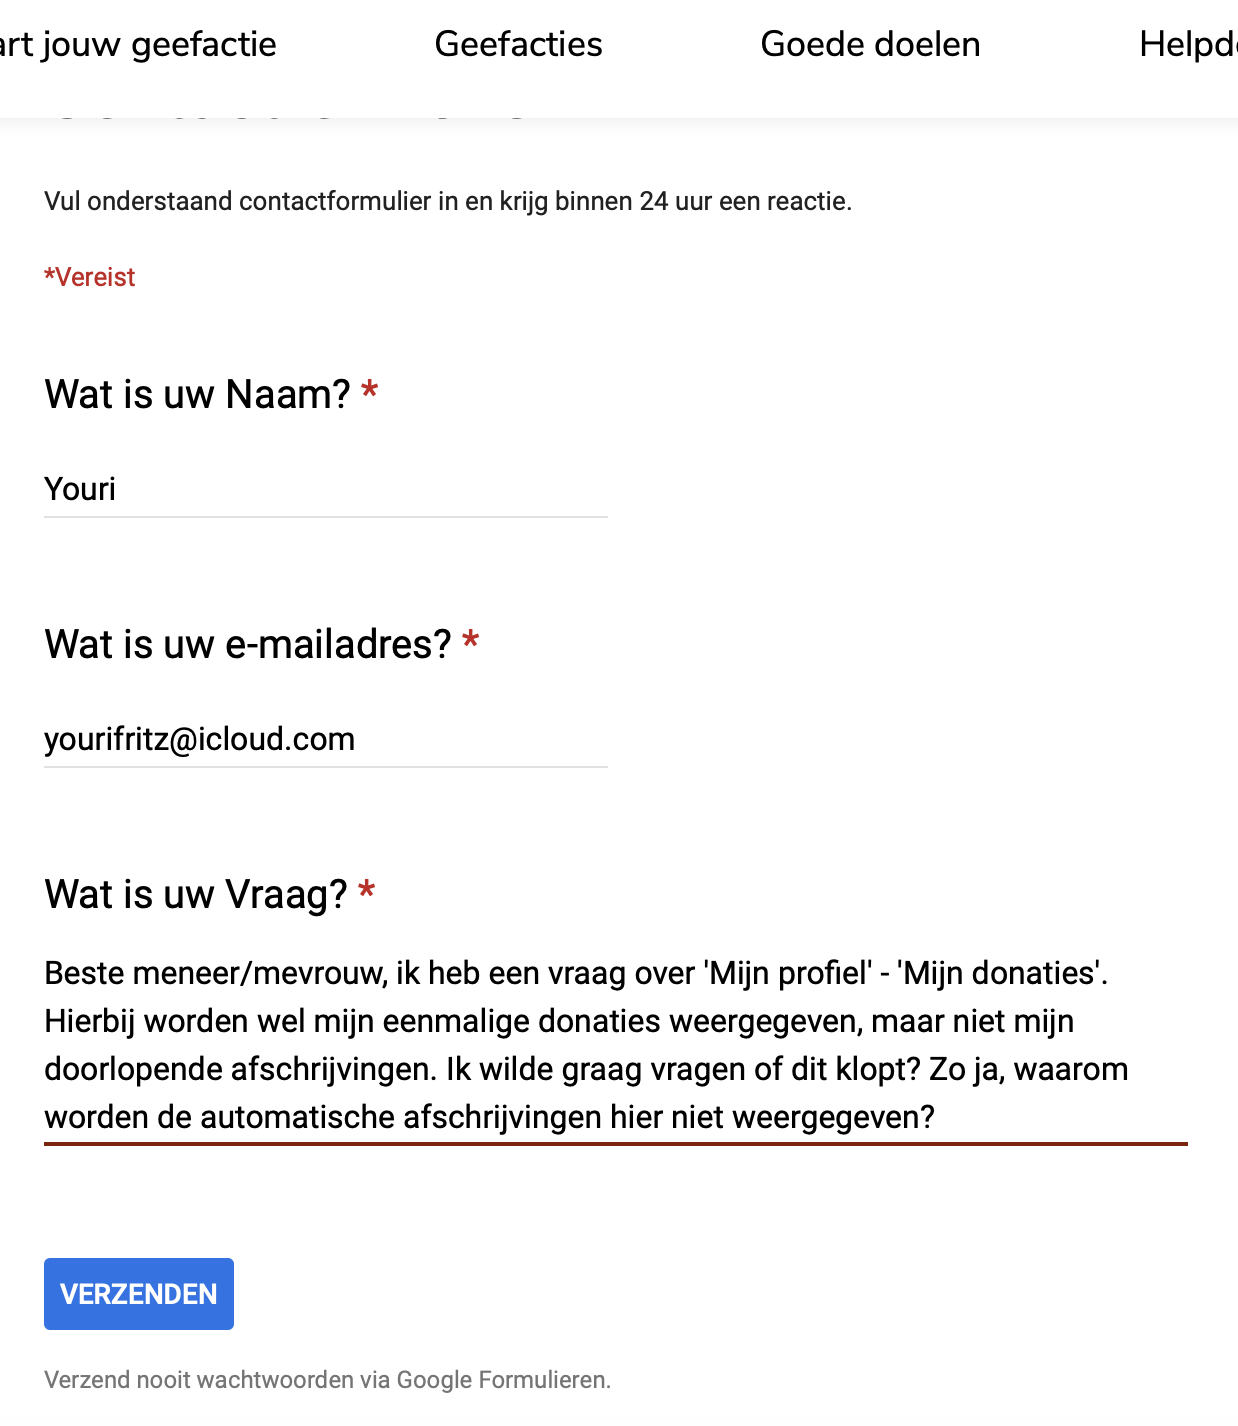 jouw geefactie Geefacties Goede doelen
Vul onderstaand contactformulier in en krijg binnen 24 uur een reactie.
*Vereist
Wat is uw Naam? *
Youri
Wat is uw e-mailadres? *
yourifritz@icloud.com
Wat is uw Vraag? *
Beste meneer/mevrouw, ik heb een vraag over 'Mijn profiel' - 'Mijn donaties'.
Hierbij worden wel mijn eenmalige donaties weergegeven, maar niet mijn
doorlopende afschrijvingen. Ik wilde graag vragen of dit klopt? Zo ja, waarom
worden de automatische afschrijvingen hier niet weergegeven?
VERZENDEN
Verzend nooit wachtwoorden via Google Formulieren.